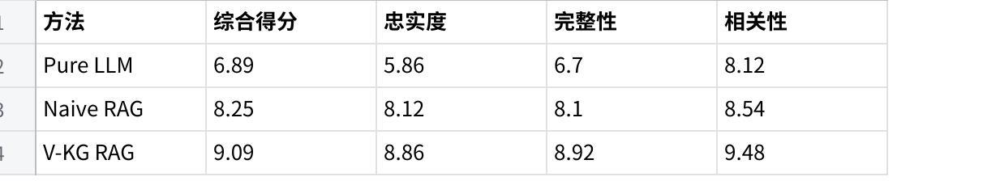 1 方法 综合得分 忠实度 完整性 相关性
2 Pure LLM 6.89 5.86 6.7 8.12
3 Naive RAG 8.25 8.12 8.1 8.54
4 V-KG RAG 9.09 8.86 8.92 9.48